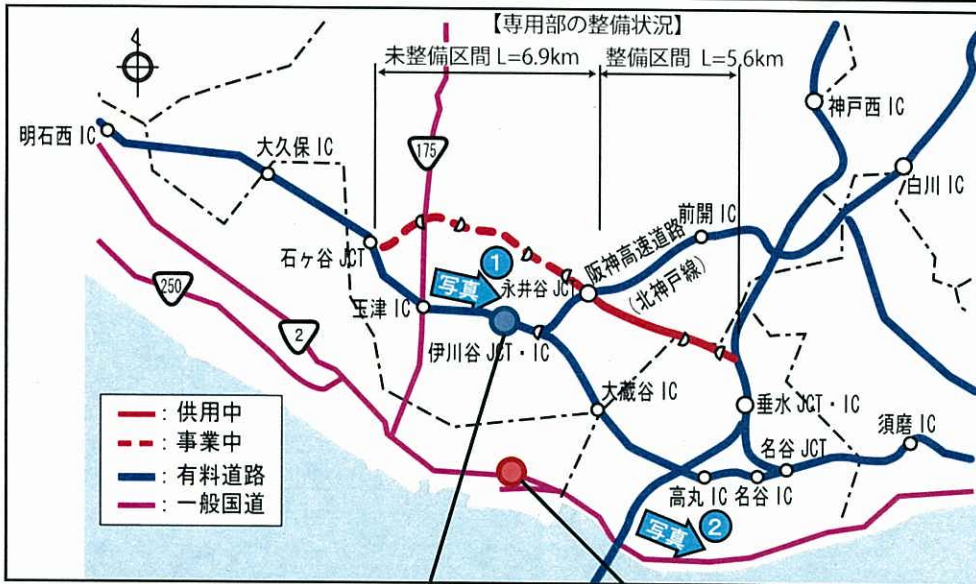 【専用部の整備状況】
未整備区間 L=6.9km
整備区間 L=5.6km
神戸西 IC
明石西 IC
大久保 IC
175
白川 IC
前開 IC
阪神高速道路
(北神戸線)
石ヶ谷 JCT
①
写真
永井谷 JC
250
玉津 IC
2
伊川谷 JCT・IC
大蔵谷 IC
垂水 JCT・IC
須磨 IC
名谷 JCT
高丸 IC
名谷 IC
写真
②
:供用中
:事業中
:有料道路
:一般国道